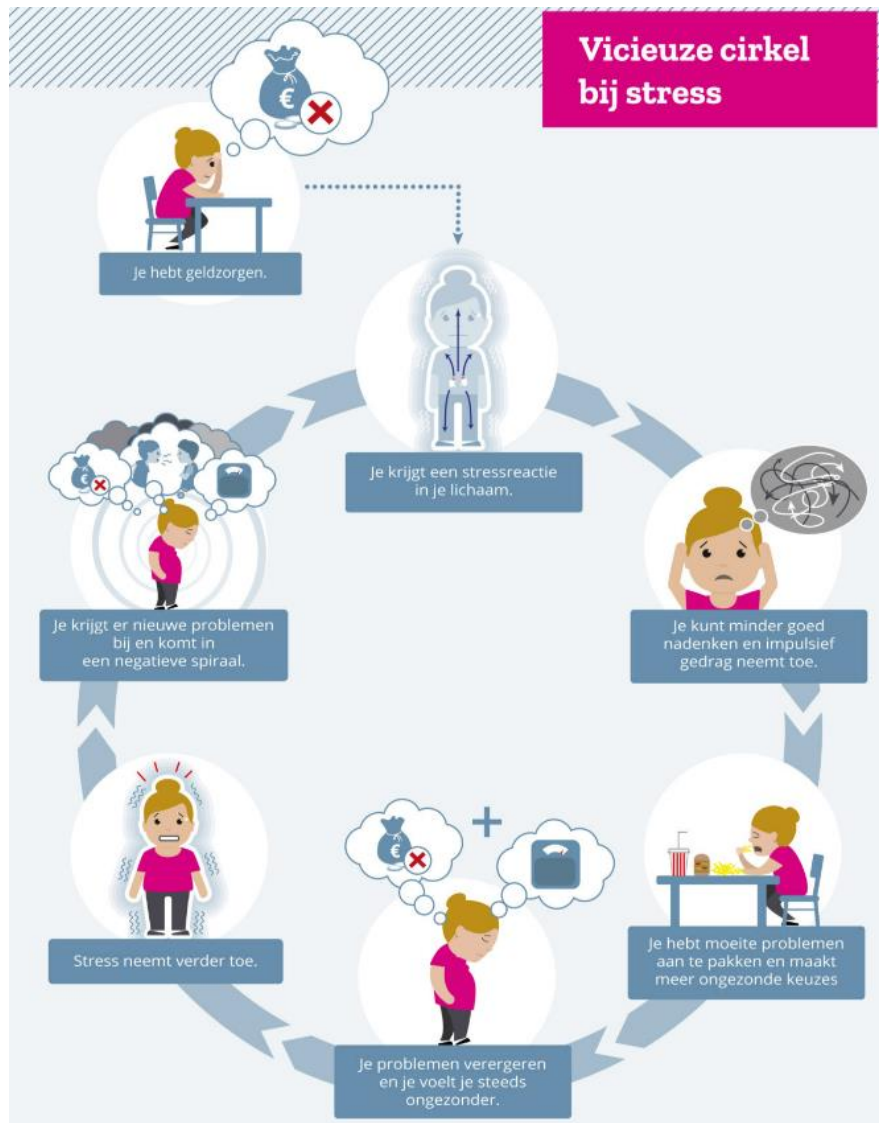 Vicieuze cirkel
bij stress
€
Je hebt geldzorgen.
Je krijgt een stressreactie
in je lichaam.
Je kunt minder goed
nadenken en impulsief
gedrag neemt toe.
Je hebt moeite problemen
aan te pakken en maakt
meer ongezonde keuzes
€
Je problemen verergeren
en je voelt je steeds
ongezonder.
Stress neemt verder toe.
€
Je krijgt er nieuwe problemen
bij en komt in
een negatieve spiraal.